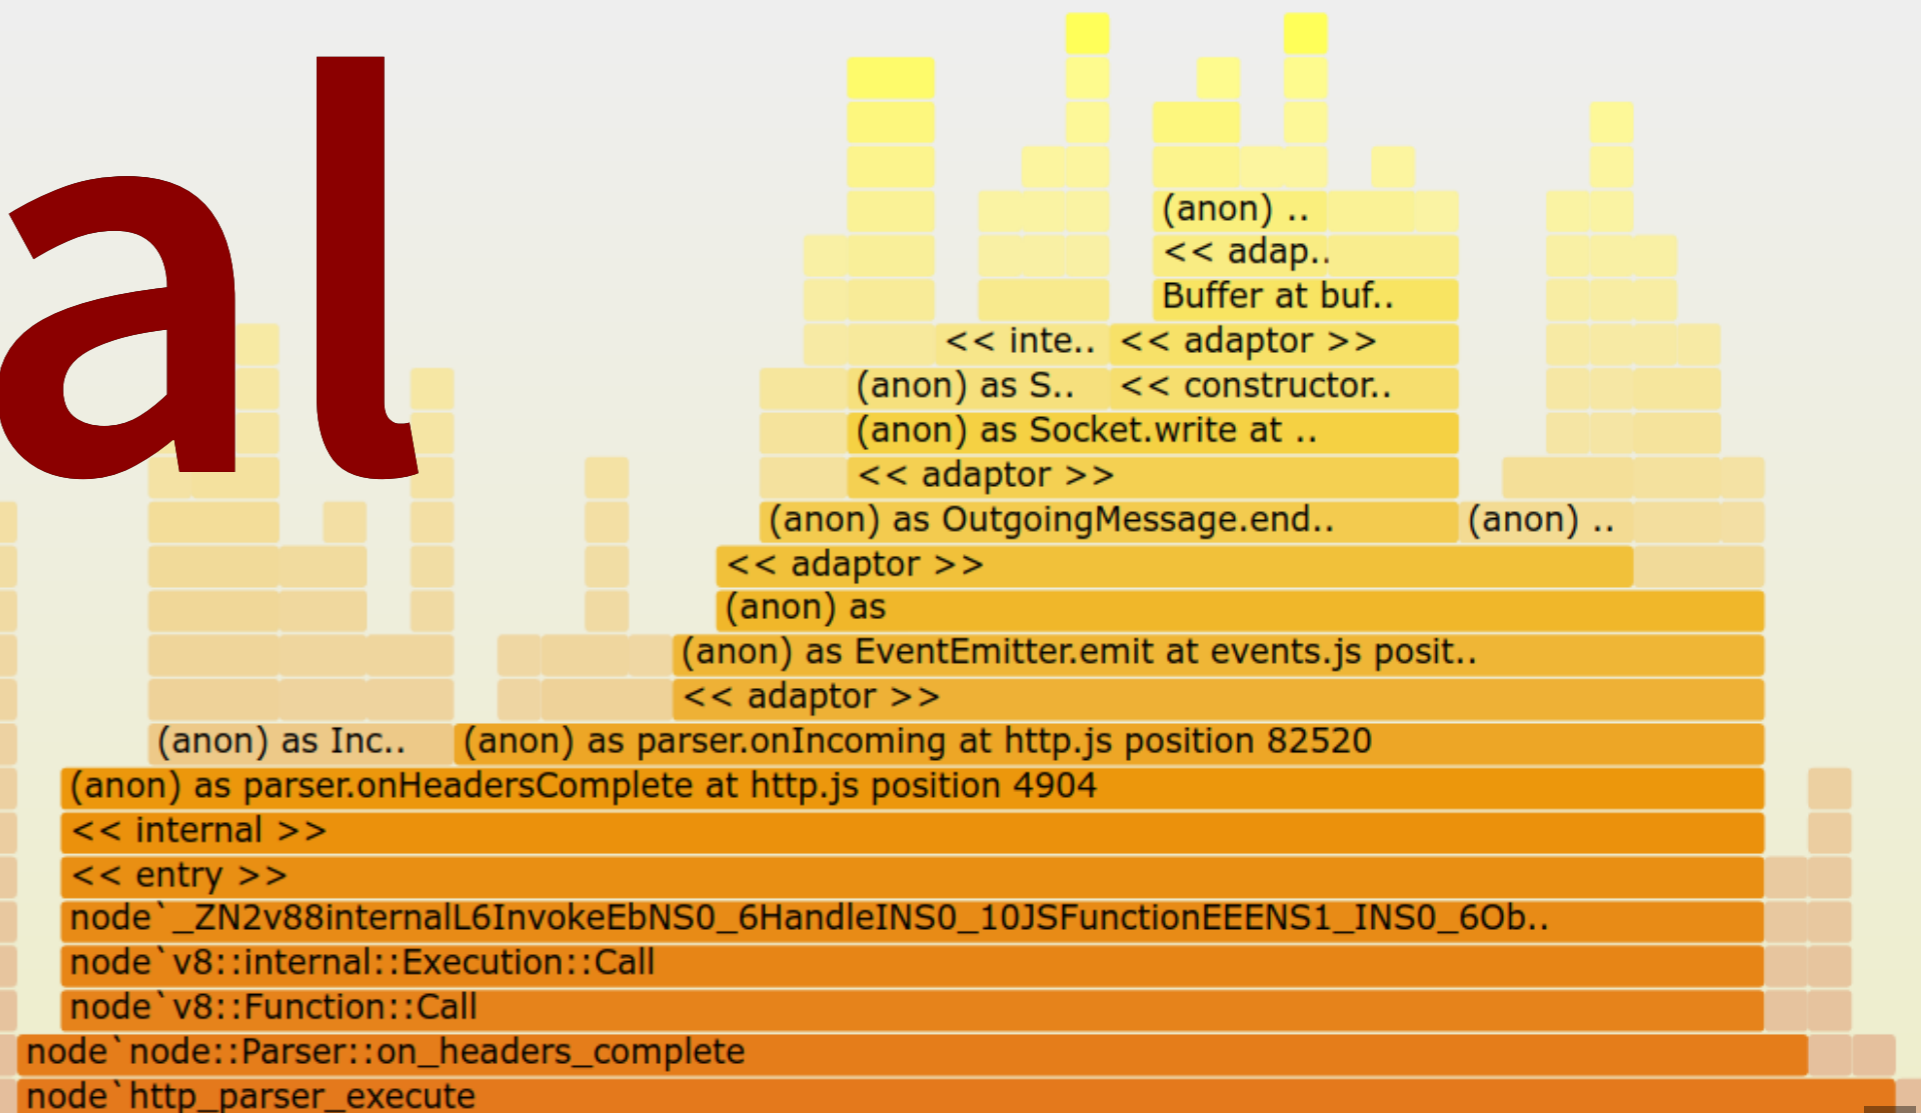 al
(anon) ..
<< adap..
Buffer at buf..
<< inte.. << adaptor >>
(anon) as S.. << constructor..
(anon) as Socket.write at ..
<< adaptor >>
(anon) as OutgoingMessage.end.. (anon) ..
<< adaptor >>
(anon) as
(anon) as EventEmitter.emit at events.js posit..
<< adaptor >>
(anon) as Inc.. (anon) as parser.onIncoming at http.js position 82520
(anon) as parser.onHeadersComplete at http.js position 4904
<< internal >>
<< entry >>
node`_ZN2v88internalL6InvokeEbNS0_6HandleINS0_10JSFunctionEEENS1_INS0_6Ob..
node`v8::internal::Execution::Call
node`v8::Function::Call
node`node::Parser::on_headers_complete
node`http_parser_execute